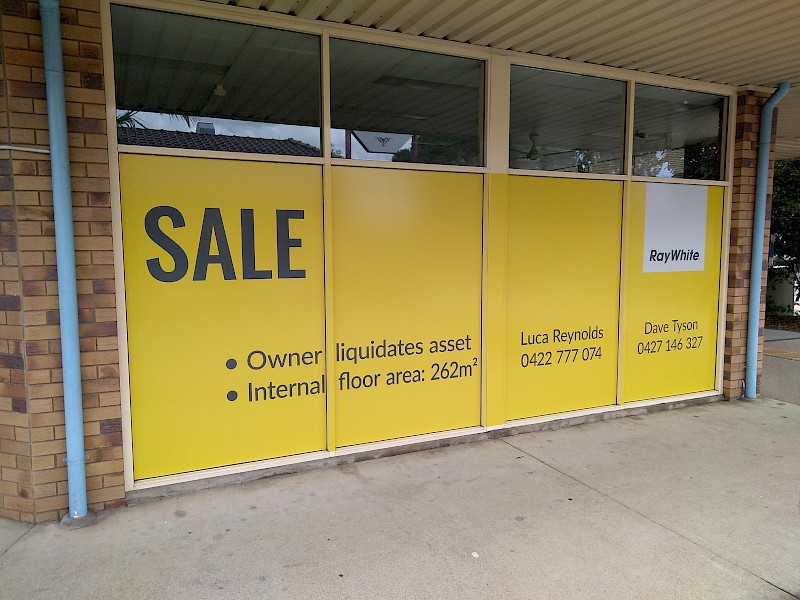 SALE
• Owner liquidates asset
• Internal floor area: 262m²
Luca Reynolds
0422 777 074
RayWhite
Dave Tyson
0427 146 327